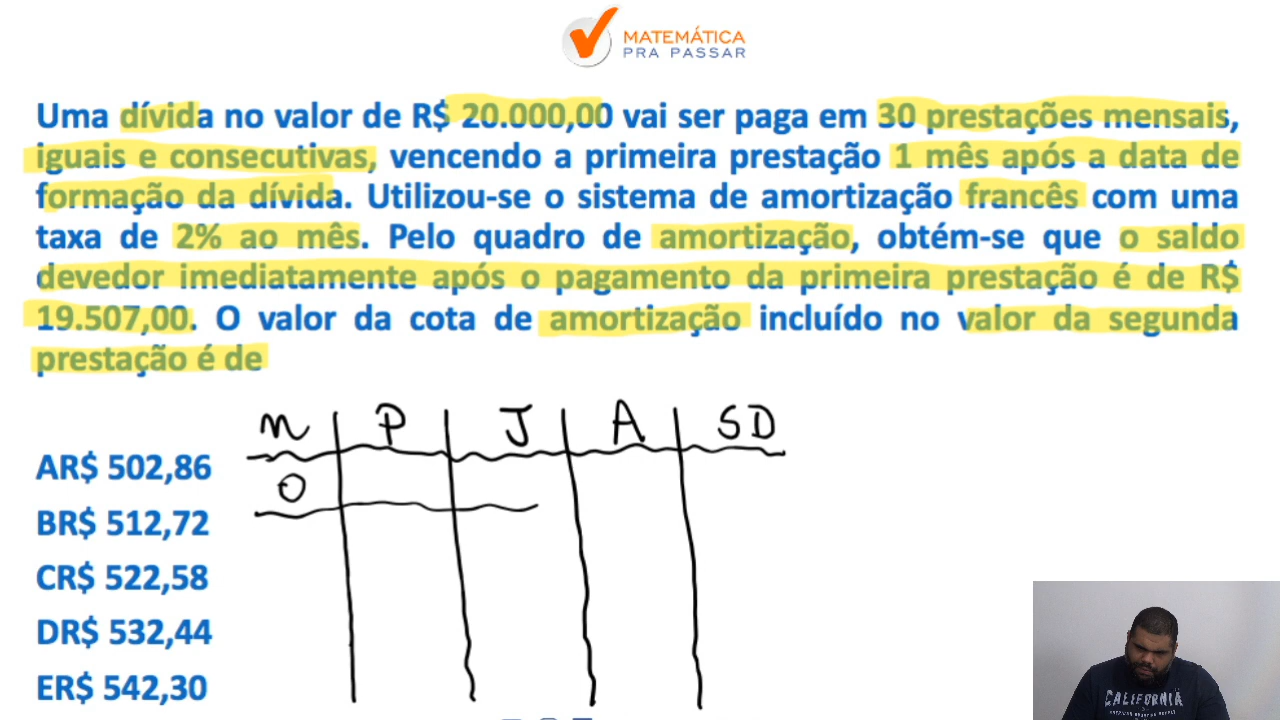 MATEMÁTICA
PRA PASSAR
Uma dívida no valor de R$ 20.000,00 vai ser paga em 30 prestações mensais,
iguais e consecutivas, vencendo a primeira prestação 1 mês após a data de
formação da dívida. Utilizou-se o sistema de amortização francês com uma
taxa de 2% ao mês. Pelo quadro de amortização, obtém-se que o saldo
devedor imediatamente após o pagamento da primeira prestação é de R$
19.507,00. O valor da cota de amortização incluído no valor da segunda
prestação é de
n P J A SD
0
AR$ 502,86
BR$ 512,72
CR$ 522,58
DR$ 532,44
ER$ 542,30
CALIFORNIA